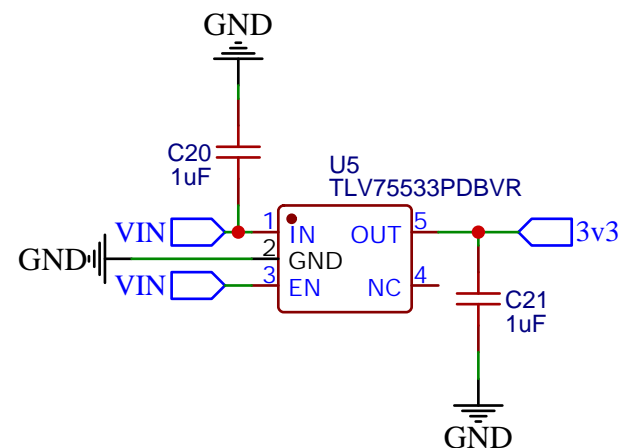 GND
C20
1uF
U5
TLV75533PDBVR
VIN
1
IN
OUT
5
3v3
GND
2
GND
VIN
3
EN
NC
4
C21
1uF
GND